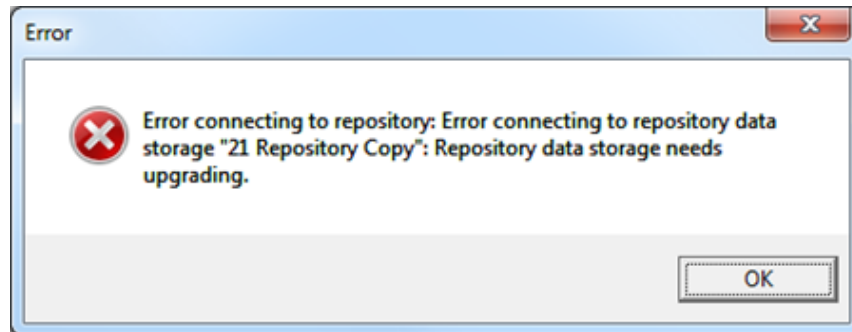 Error
Error connecting to repository: Error connecting to repository data
storage "21 Repository Copy": Repository data storage needs
upgrading.
OK